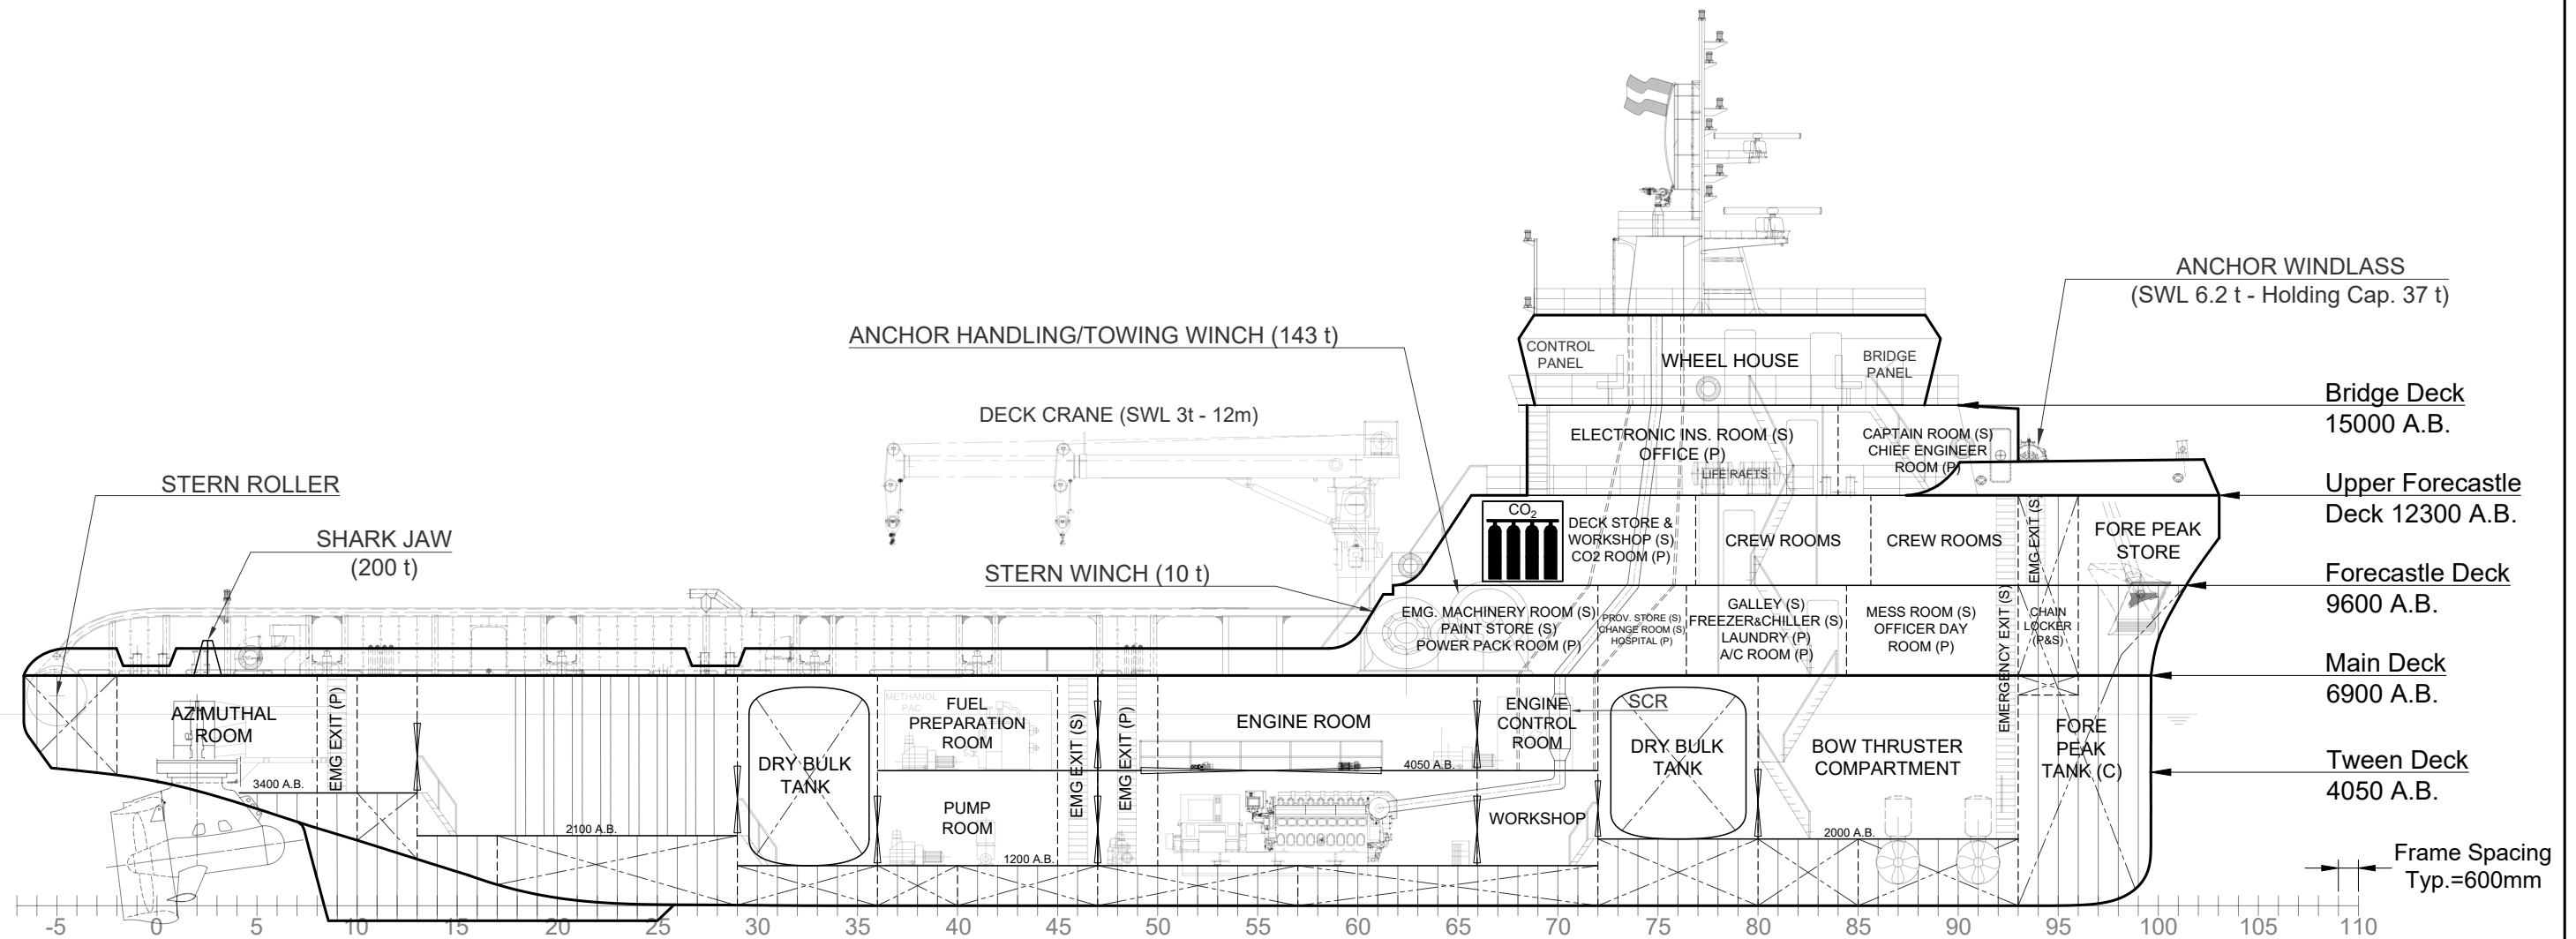 ANCHOR WINDLASS
(SWL 6.2 t - Holding Cap. 37 t)
ANCHOR HANDLING/TOWING WINCH (143 t)
CONTROL
PANEL
WHEEL HOUSE
BRIDGE
PANEL
Bridge Deck
15000 A.B.
DECK CRANE (SWL 3t - 12m)
ELECTRONIC INS. ROOM (S)
OFFICE (P)
CAPTAIN ROOM (S)
CHIEF ENGINEER
ROOM (P)
LIFE RAFTS
STERN ROLLER
Upper Forecastle
Deck 12300 A.B.
SHARK JAW
(200 t)
CO2
DECK STORE &
WORKSHOP (S)
CO2 ROOM (P)
CREW ROOMS
CREW ROOMS
EMG EXIT (S)
FORE PEAK
STORE
STERN WINCH (10 t)
Forecastle Deck
9600 A.B.
EMG. MACHINERY ROOM (S)
PAINT STORE (S)
POWER PACK ROOM (P)
PROV. STORE (S)
CHANGE ROOM (S)
HOSPITAL (P)
GALLEY (S)
FREEZER&CHILLER (S)
LAUNDRY (P)
A/C ROOM (P)
MESS ROOM (S)
OFFICER DAY
ROOM (P)
EMERGENCY EXIT (S)
CHAIN
LOCKER
(P&S)
Main Deck
6900 A.B.
AZIMUTHAL
ROOM
EMG EXIT (P)
METHANOL
PAC
FUEL
PREPARATION
ROOM
EMG EXIT (S)
EMG EXIT (P)
ENGINE ROOM
ENGINE
CONTROL
ROOM
SCR
DRY BULK
TANK
DRY BULK
TANK
BOW THRUSTER
COMPARTMENT
FORE
PEAK
TANK (C)
Tween Deck
4050 A.B.
3400 A.B.
4050 A.B.
2100 A.B.
PUMP
ROOM
1200 A.B.
WORKSHOP
2000 A.B.
Frame Spacing
Typ.=600mm
-5 0 5 10 15 20 25 30 35 40 45 50 55 60 65 70 75 80 85 90 95 100 105 110